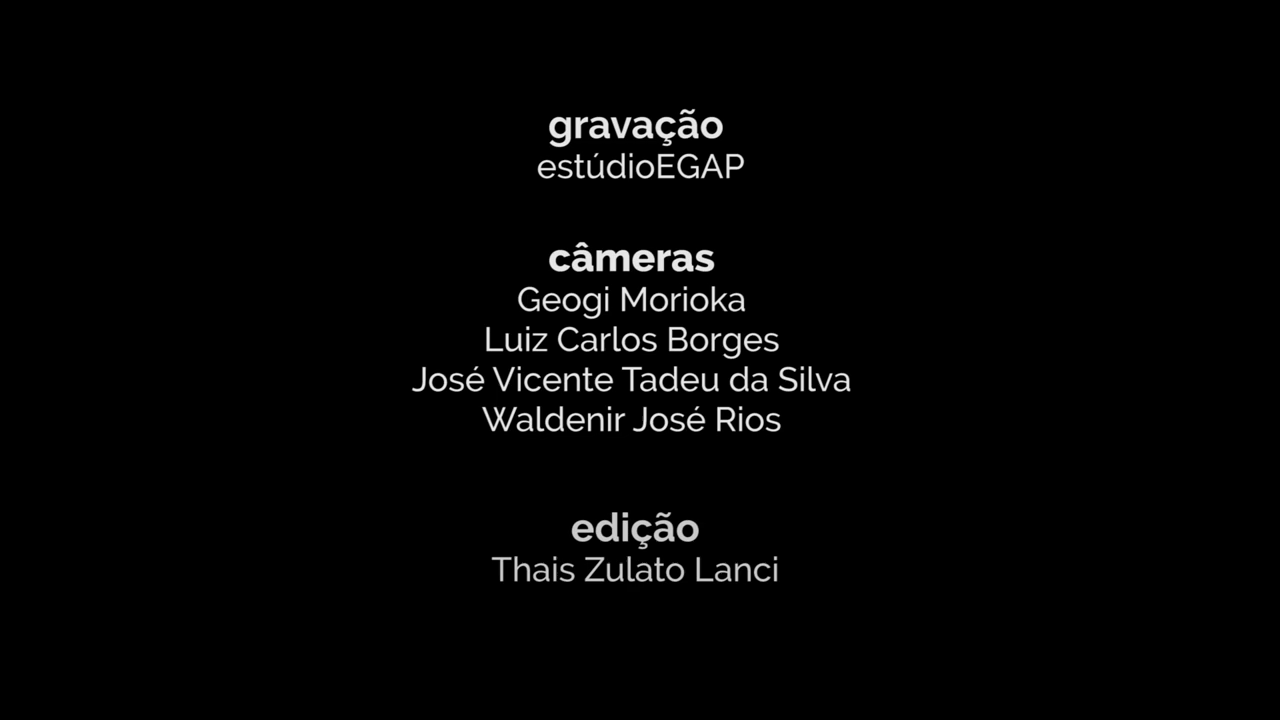 gravação
estúdioEGAP
câmeras
Geogi Morioka
Luiz Carlos Borges
José Vicente Tadeu da Silva
Waldenir José Rios
edição
Thais Zulato Lanci